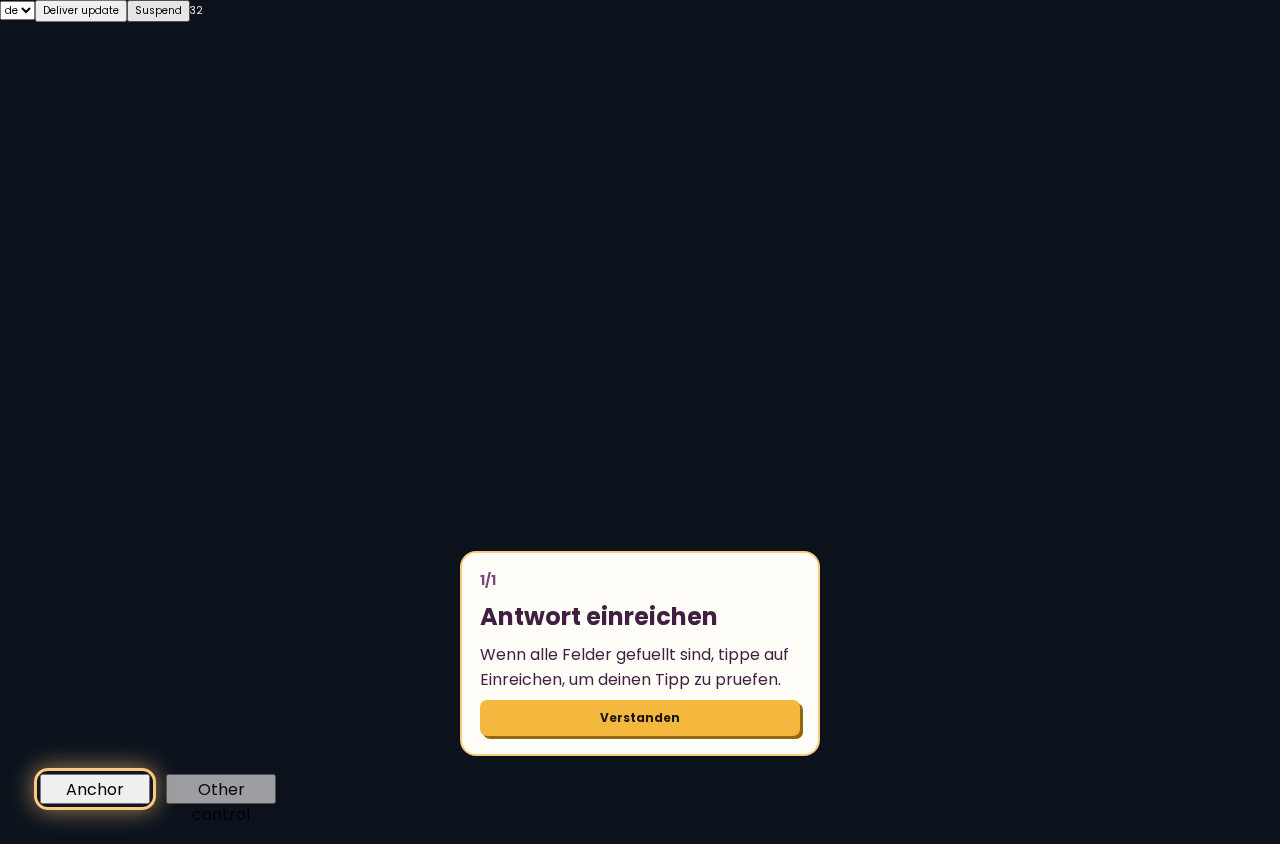 de Deliver update Suspend 32
1/1
Antwort einreichen
Wenn alle Felder gefuellt sind, tippe auf
Einreichen, um deinen Tipp zu pruefen.
Verstanden
Anchor Other
control